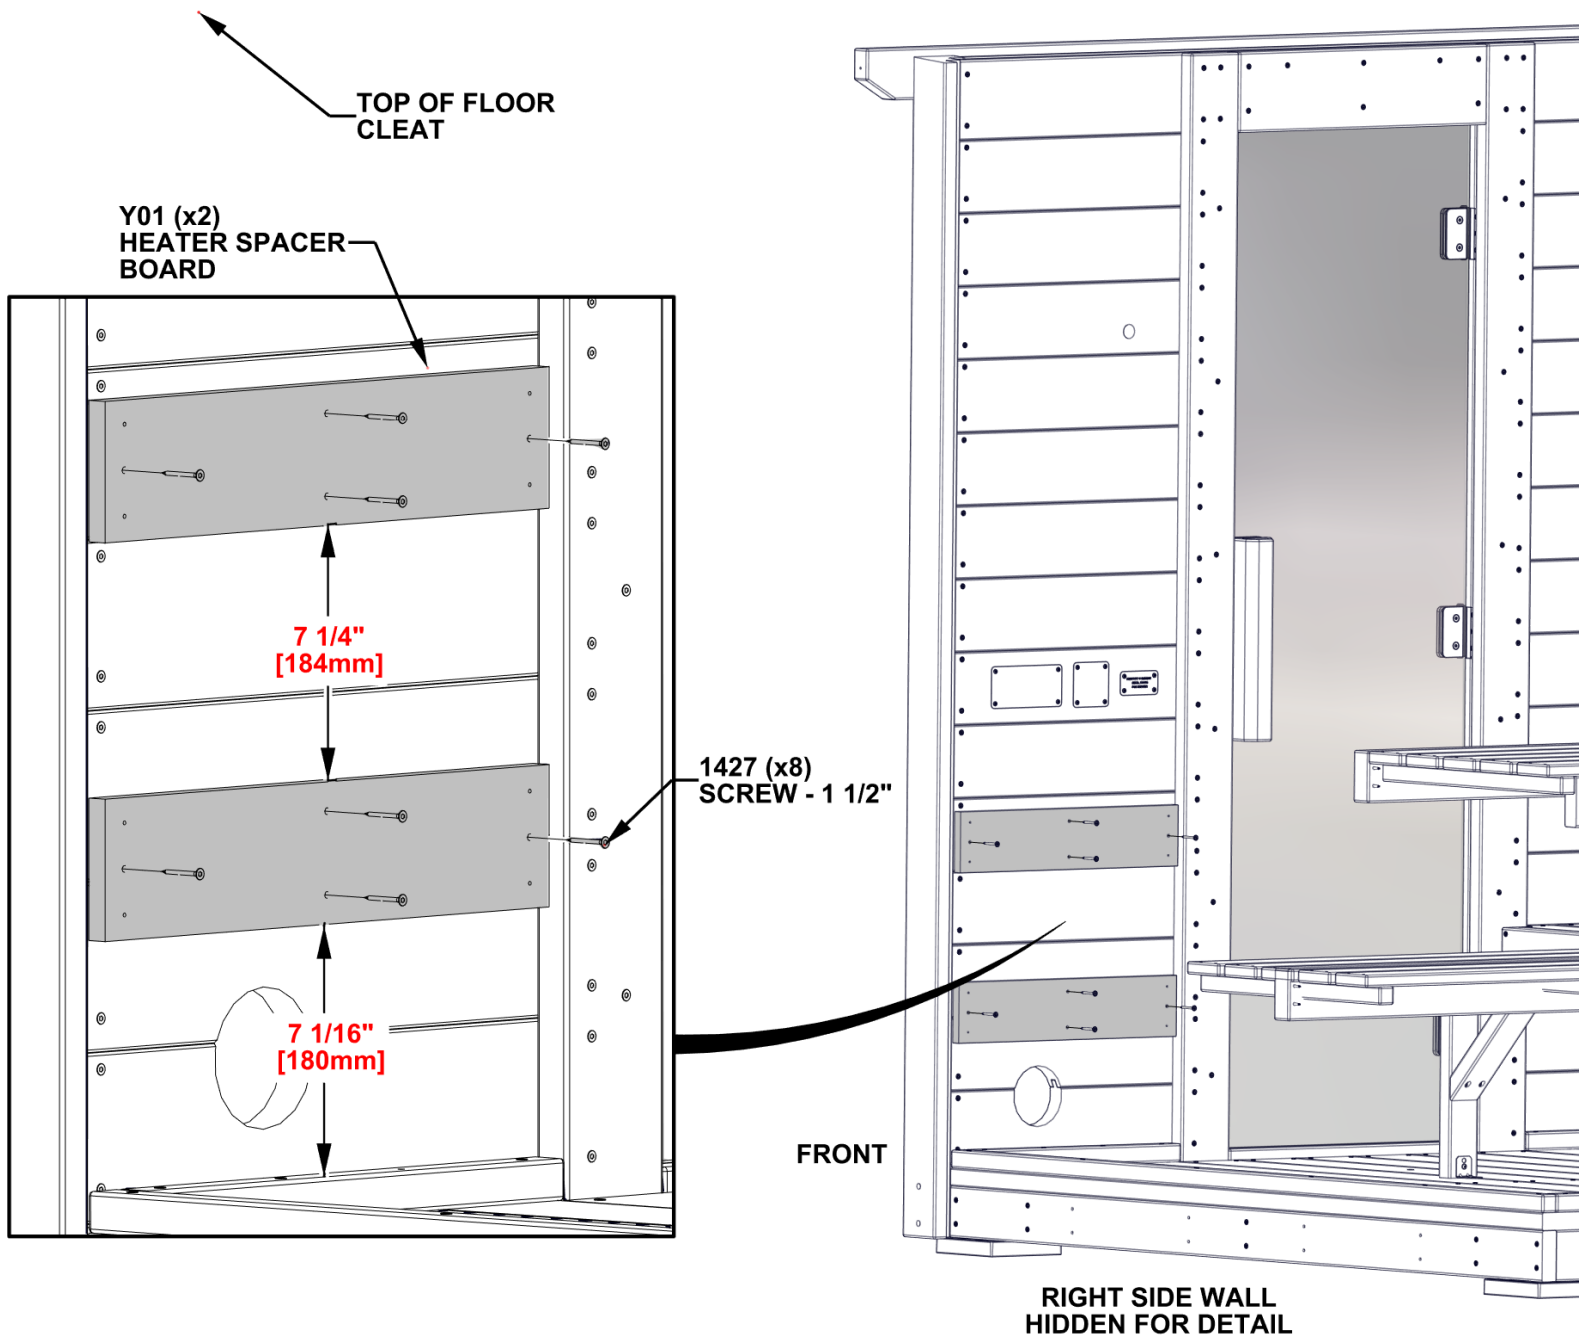 TOP OF FLOOR
CLEAT
Y01 (x2)
HEATER SPACER
BOARD
7 1/4"
[184mm]
1427 (x8)
SCREW - 1 1/2"
7 1/16"
[180mm]
FRONT
RIGHT SIDE WALL
HIDDEN FOR DETAIL